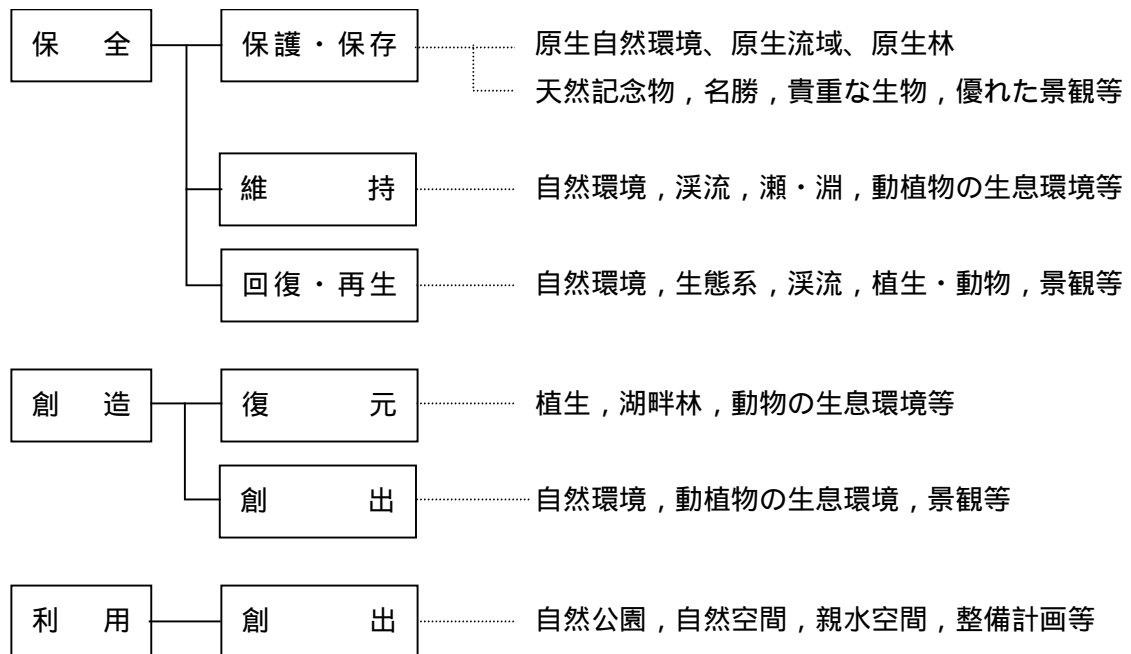 保全 保護・保存 原生自然環境、原生流域、原生林
天然記念物，名勝，貴重な生物，優れた景観等
維持 自然環境，渓流，瀬・淵，動植物の生息環境等
回復・再生 自然環境，生態系，渓流，植生・動物，景観等
創造 復元 植生，湖畔林，動物の生息環境等
創出 自然環境，動植物の生息環境，景観等
利用 創出 自然公園，自然空間，親水空間，整備計画等